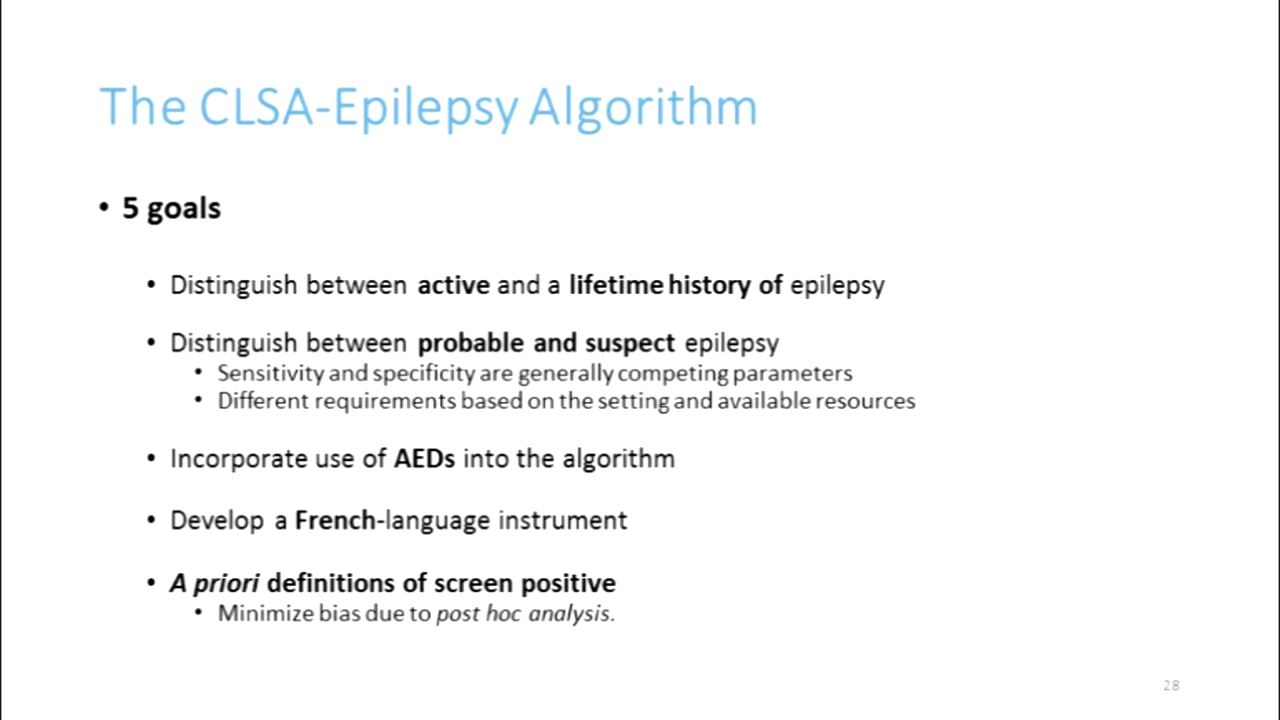 The CLSA-Epilepsy Algorithm
• 5 goals
• Distinguish between active and a lifetime history of epilepsy
• Distinguish between probable and suspect epilepsy
• Sensitivity and specificity are generally competing parameters
• Different requirements based on the setting and available resources
• Incorporate use of AEDs into the algorithm
• Develop a French-language instrument
• A priori definitions of screen positive
• Minimize bias due to post hoc analysis.
28